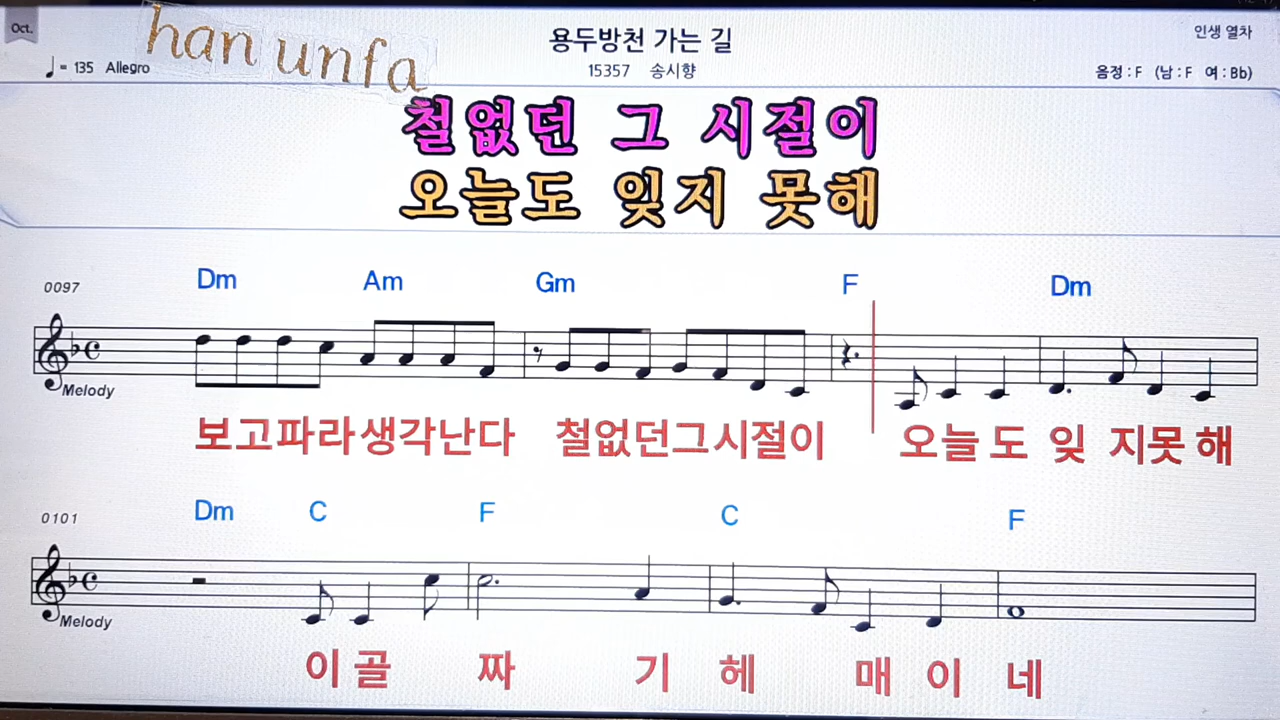 Oct.
han unfa
용두방천 가는 길
인생 열차
♩= 135 Allegro
15357 송시향
음정 : F (남 : F 여 : Bb)
철없던 그 시절이
오늘도 잊지 못해
0097
Dm Am Gm F Dm
Melody
보고파라생각난다 철없던그시절이 오늘 도 잊 지못 해
0101
Dm C F C F
Melody
이 골 짜 기 헤 매 이 네